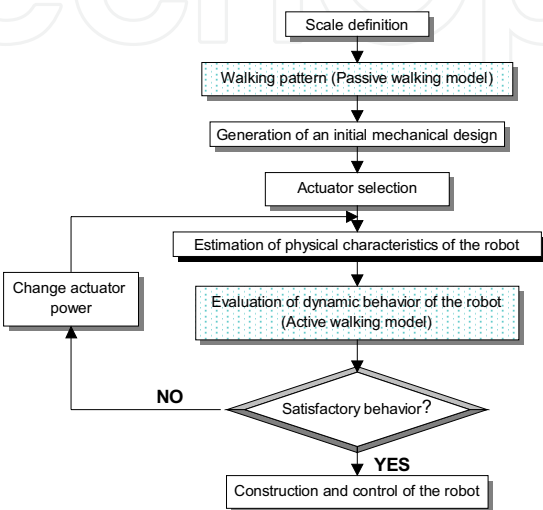 Scale definition
Walking pattern (Passive walking model)
Generation of an initial mechanical design
Actuator selection
Estimation of physical characteristics of the robot
Change actuator
power
Evaluation of dynamic behavior of the robot
(Active walking model)
NO
Satisfactory behavior?
YES
Construction and control of the robot